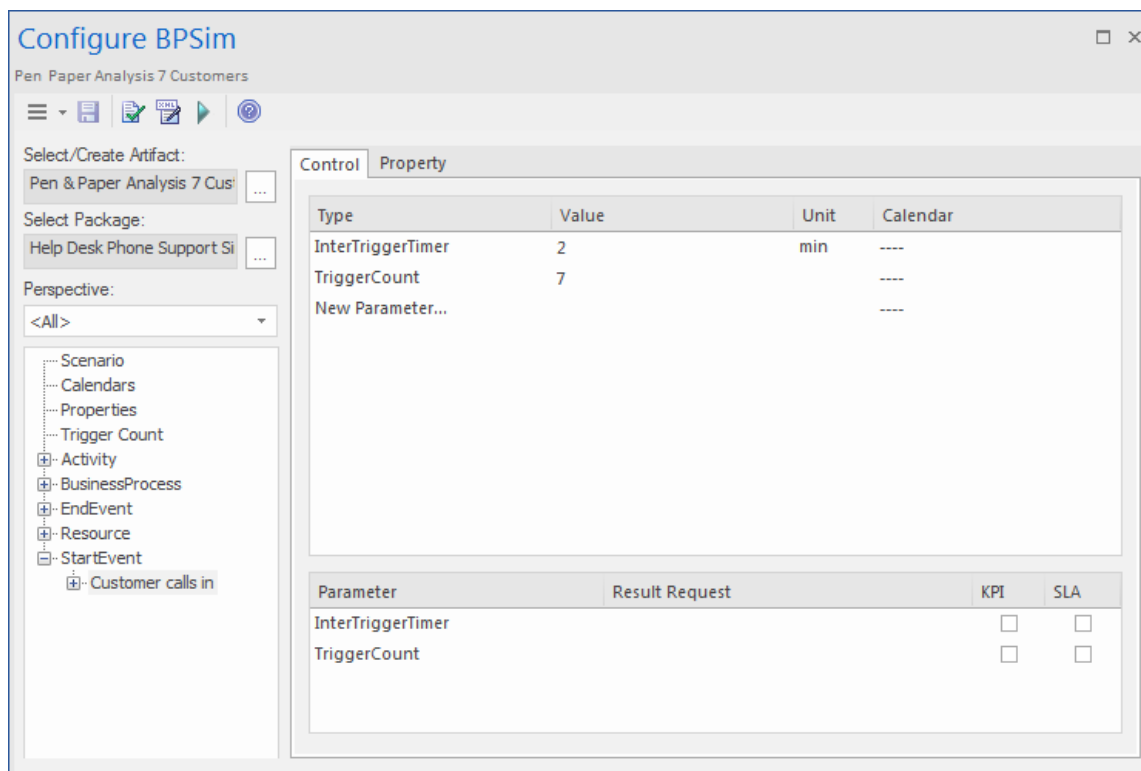 Configure BPSim
Pen Paper Analysis 7 Customers
XML
Select/Create Artifact:
Pen & Paper Analysis 7 Cus
...
Select Package:
Help Desk Phone Support Si
...
Perspective:
<All>
Scenario
Calendars
Properties
Trigger Count
Activity
BusinessProcess
EndEvent
Resource
StartEvent
Customer calls in
Control Property
Type Value Unit Calendar
InterTriggerTimer 2 min ----
TriggerCount 7 ----
New Parameter... ----
Parameter Result Request KPI SLA
InterTriggerTimer
TriggerCount